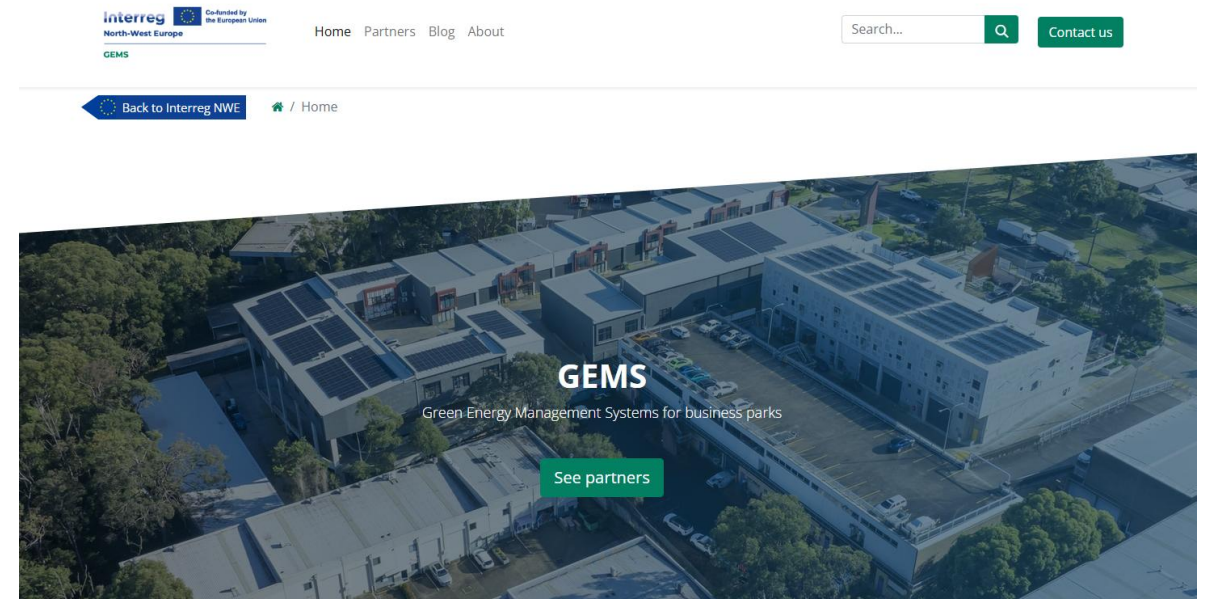 Interreg
Co-funded by
the European Union
North-West Europe
GEMS
Home Partners Blog About
Search...
Contact us
Back to Interreg NWE
/ Home
GEMS
Green Energy Management Systems for business parks
See partners